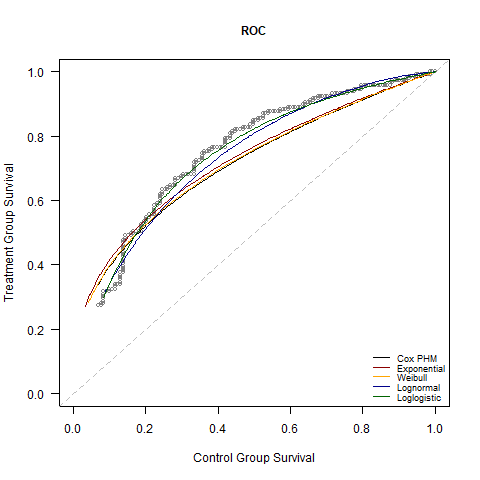 ROC
Treatment Group Survival
1.0
0.8
0.6
0.4
0.2
0.0
0.0 0.2 0.4 0.6 0.8 1.0
Control Group Survival
Cox PHM
Exponential
Weibull
Lognormal
Loglogistic